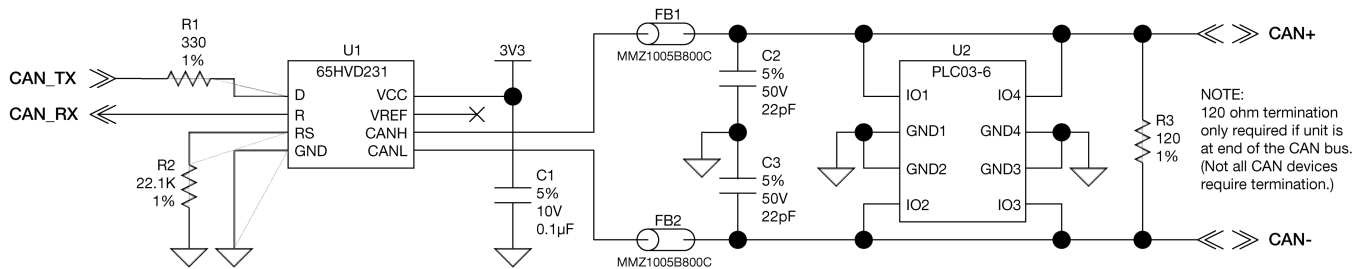 R1
330
1%
CAN_TX
CAN_RX
R2
22.1K
1%
U1
65HVD231
D
R
RS
GND
VCC
VREF
CANH
CANL
3V3
C1
5%
10V
0.1µF
FB1
MMZ1005B800C
FB2
MMZ1005B800C
C2
5%
50V
22pF
C3
5%
50V
22pF
U2
PLC03-6
IO1
GND1
GND2
IO2
IO4
GND4
GND3
IO3
R3
120
1%
CAN+
CAN-
NOTE:
120 ohm termination
only required if unit is
at end of the CAN bus.
(Not all CAN devices
require termination.)